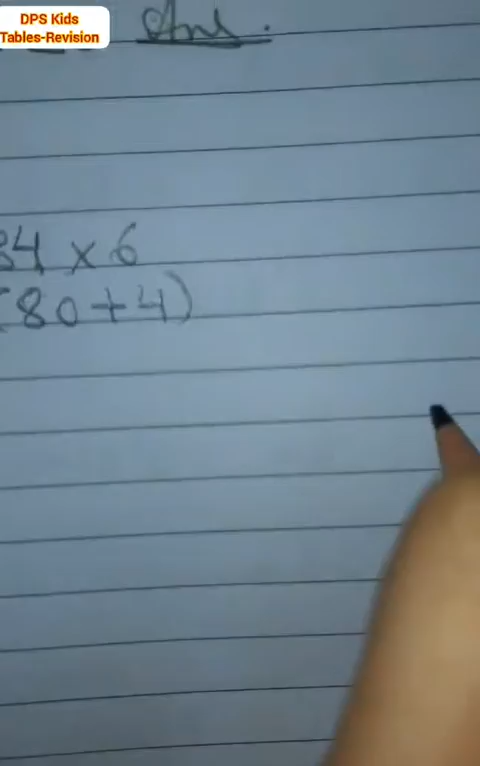 DPS Kids
Tables-Revision
Ans.
84 x 6
(80+4)